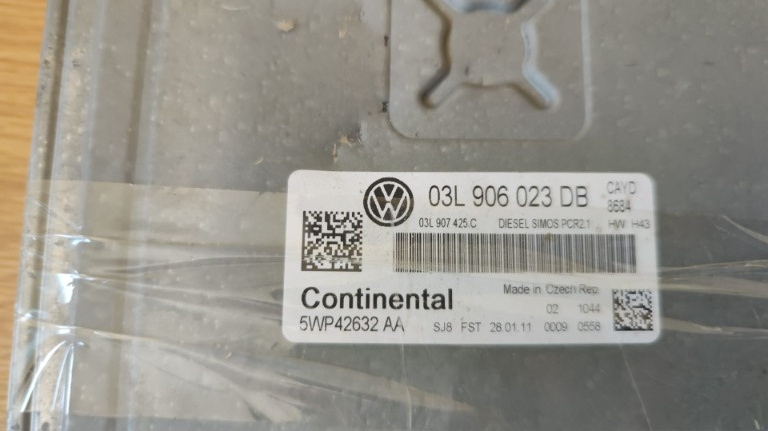 03L 906 023 DB CAYD
8684
03L 907 425 C DIESEL SIMOS PCR2.1 HW H43
Continental Made in Czech Rep.
02 1044
5WP42632 AA SJ8 FST 28.01.11 0009 0558